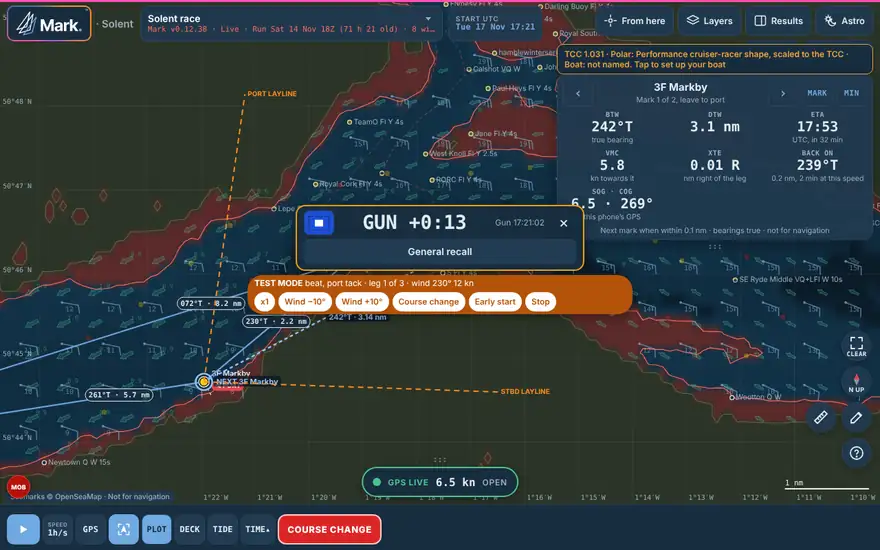 Mark.
· Solent
Solent race
Mark v0.12.38 · Live · Run Sat 14 Nov 18Z (71 h 21 old) · 8 wi…
START UTC
Tue 17 Nov 17:21
From here
Layers
Results
Astro
Darling Buoy Fl Y 4s
hamblewinterser
Calshot VQ W
Paul Heys Fl Y 4s
TeamO Fl Y 4s
Jane Fl Y 4s
West Knoll Fl Y 2.5s
Royal Cork Fl Y 4s
RORC Fl Y 4s
SE Ryde Middle VQ+LFl W 10s
Wootton Q W
Newtown Q W 15s
TCC 1.031 · Polar: Performance cruiser-racer shape, scaled to the TCC ·
Boat: not named. Tap to set up your boat
3F Markby
Mark 1 of 2, leave to port
MARK
MIN
BTW
242°T
true bearing
DTW
3.1 nm
ETA
17:53
UTC, in 32 min
VMC
5.8
kn towards it
XTE
0.01 R
nm right of the leg
BACK ON
239°T
0.2 nm, 2 min at this speed
SOG · COG
6.5 · 269°
this phone's GPS
Next mark when within 0.1 nm · bearings true · not for navigation
GUN +0:13
Gun 17:21:02
General recall
TEST MODE beat, port tack · leg 1 of 3 · wind 230° 12 kn
x1
Wind −10°
Wind +10°
Course change
Early start
Stop
PORT LAYLINE
STBD LAYLINE
072°T · 8.2 nm
230°T · 2.2 nm
242°T · 3.14 nm
261°T · 5.7 nm
3F Markby
NEXT 3F Markby
50°48' N
50°47' N
50°46' N
50°45' N
50°44' N
CLEAR
N UP
MOB
Seamarks © OpenSeaMap · Not for navigation
GPS LIVE
6.5 kn
OPEN
1 nm
1°22'W
1°21'W
1°20'W
1°19'W
1°18'W
1°17'W
1°16'W
1°15'W
1°14'W
1°13'W
1°12'W
1°11'W
1°10'W
SPEED
1h/s
GPS
PLOT
DECK
TIDE
TIME▴
COURSE CHANGE